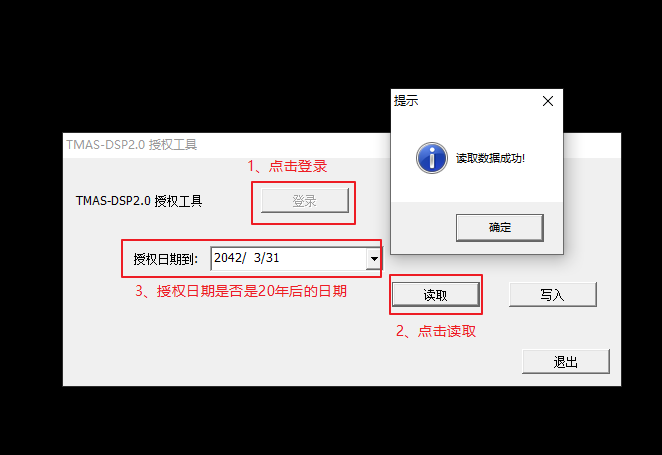 提示
TMAS-DSP2.0 授权工具
1、点击登录
读取数据成功!
TMAS-DSP2.0 授权工具
登录
确定
授权日期到:
2042/ 3/31
3、授权日期是否是20年后的日期
读取
写入
2、点击读取
退出